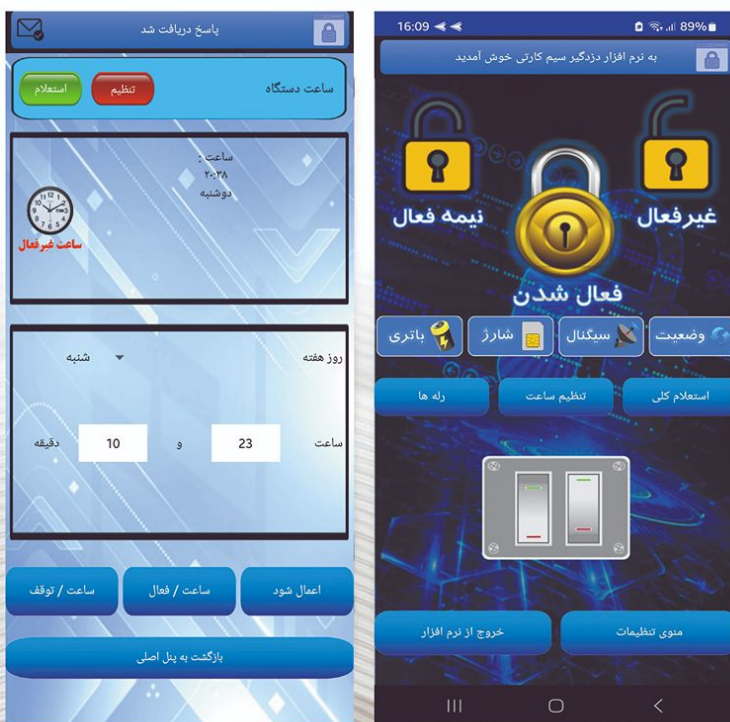 پاسخ دریافت شد
ساعت دستگاه
تنظیم
استعلام
ساعت :
۲۰:۳۸
دوشنبه
ساعت غیرفعال
روز هفته
شنبه
ساعت
23
و
10
دقیقه
اعمال شود
ساعت / فعال
ساعت / توقف
بازگشت به پنل اصلی
16:09
89%
به نرم افزار دزدگیر سیم کارتی خوش آمدید
غیرفعال
نیمه فعال
فعال شدن
وضعیت
سیگنال
شارژ
باتری
استعلام کلی
تنظیم ساعت
رله ها
منوی تنظیمات
خروج از نرم افزار